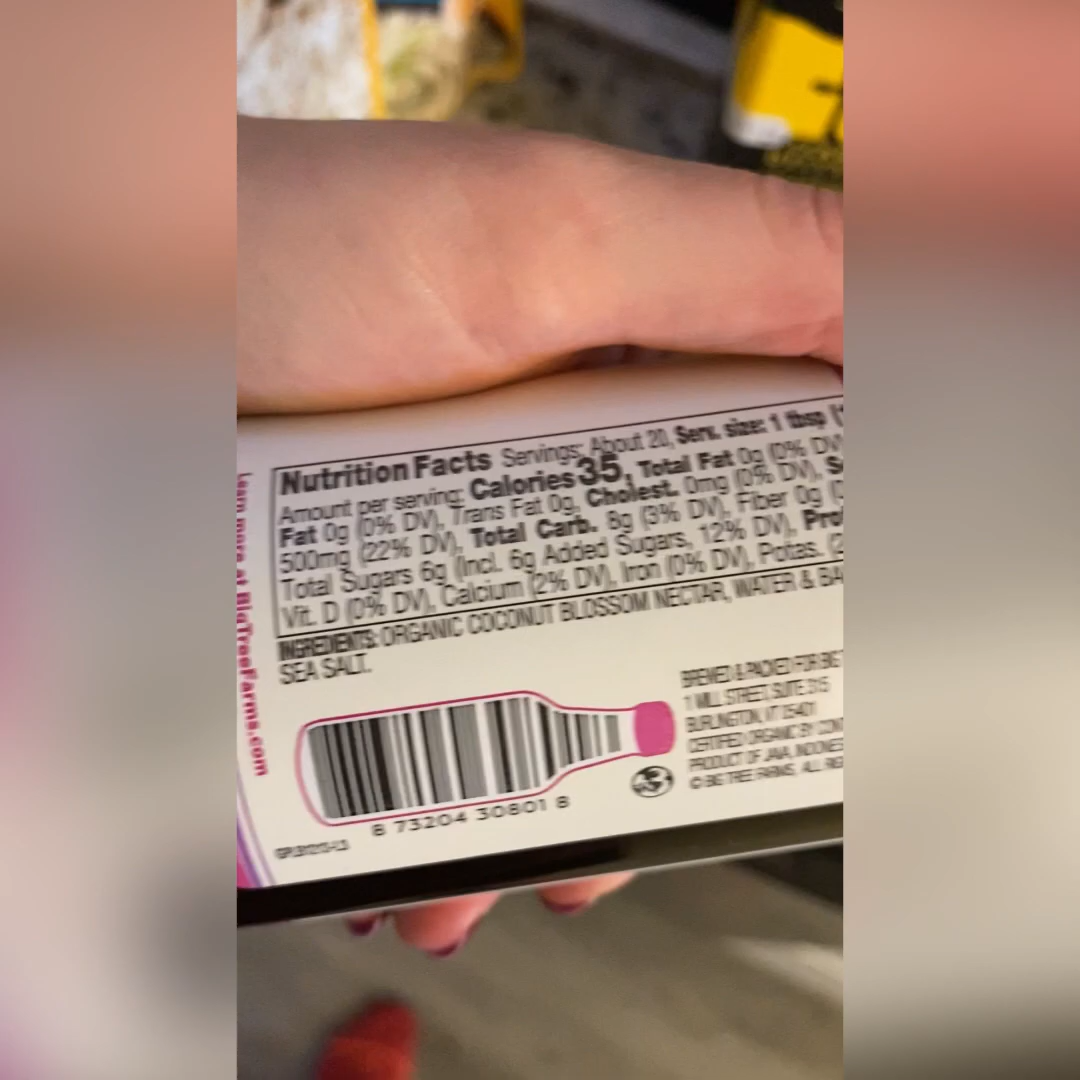 Learn more at BigTreeFarms.com
Nutrition Facts Servings: About 20, Serv. size: 1 tbsp (
Amount per serving: Calories 35, Total Fat 0g (0% DV
Fat 0g (0% DV), Trans Fat 0g, Cholest. 0mg (0% DV), S
500mg (22% DV), Total Carb. 8g (3% DV), Fiber 0g (
Total Sugars 6g (Incl. 6g Added Sugars, 12% DV), Pro
Vit. D (0% DV), Calcium (2% DV), Iron (0% DV), Potas. (
INGREDIENTS: ORGANIC COCONUT BLOSSOM NECTAR, WATER & BA
SEA SALT.
BREWED & PACKED FOR BIG
1 MILL STREET, SUITE 315
BURLINGTON, VT 05401
CERTIFIED ORGANIC BY CON
PRODUCT OF JAVA, INDONES
© BIG TREE FARMS, ALL RIG
8 73204 30801 8